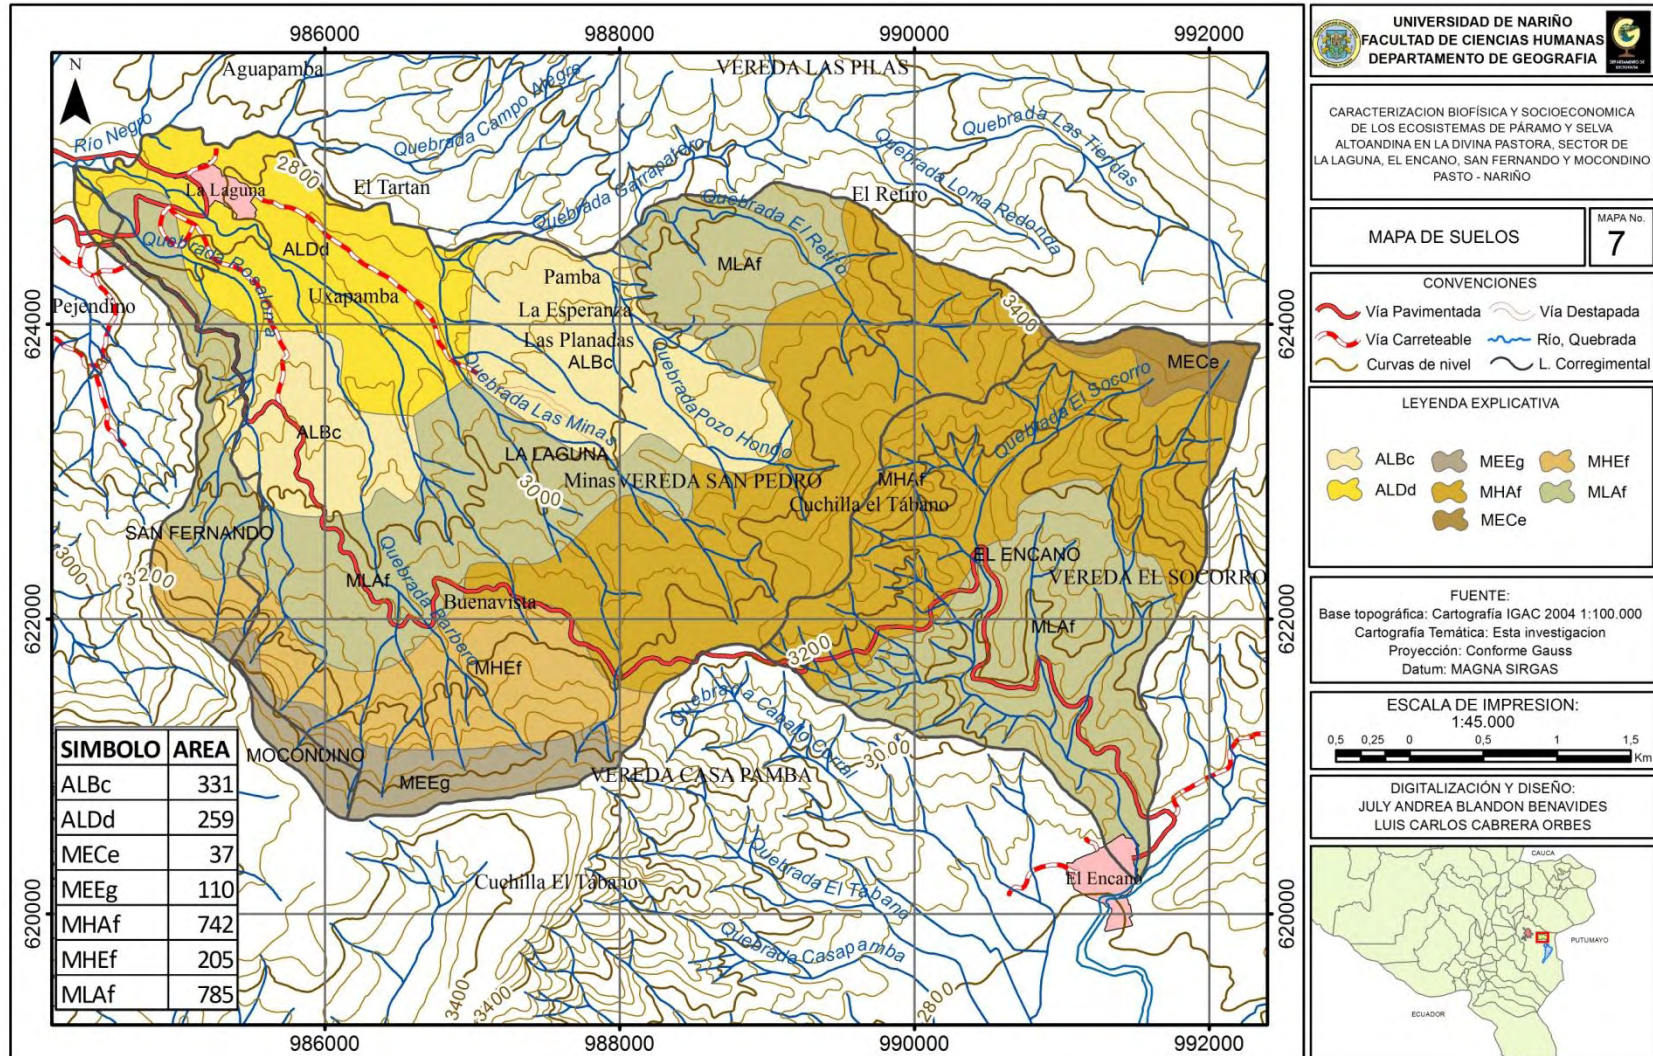 986000
988000
990000
992000
N
Aguapamba
VEREDA LAS PILAS
Río Negro
Quebrada Campo Alegre
Quebrada Las Tiendas
2800
La Laguna
El Tartan
Quebrada Garrapatero
Quebrada Loma Redonda
El Retiro
Quebrada El Retiro
Quebrada Rosalona
ALDd
MLAf
Pamba
Uxapamba
Pejendino
La Esperanza
3400
624000
624000
Las Planadas
ALBc
MECe
Quebrada Las Minas
Quebrada Pozo Hondo
Quebrada El Socorro
ALBc
LA LAGUNA
Minas
VEREDA SAN PEDRO
MHAf
3000
Cuchilla el Tábano
SAN FERNANDO
3000
3200
EL ENCANO
VEREDA EL SOCORRO
MLAf
Quebrada Barbero
Buenavista
622000
622000
MLAf
3200
MHEf
Quebrada Caballo Corral
3000
MOCONDINO
MEEg
VEREDA CASA PAMBA
SIMBOLO AREA
ALBc 331
ALDd 259
MECe 37
MEEg 110
MHAf 742
MHEf 205
MLAf 785
Quebrada El Tábano
Cuchilla El Tábano
El Encano
620000
620000
Quebrada Casapamba
3400
3400
2800
986000
988000
990000
992000
UNIVERSIDAD DE NARIÑO
FACULTAD DE CIENCIAS HUMANAS
DEPARTAMENTO DE GEOGRAFIA
DEPARTAMENTO DE
GEOGRAFIA
CARACTERIZACION BIOFÍSICA Y SOCIOECONOMICA
DE LOS ECOSISTEMAS DE PÁRAMO Y SELVA
ALTOANDINA EN LA DIVINA PASTORA, SECTOR DE
LA LAGUNA, EL ENCANO, SAN FERNANDO Y MOCONDINO
PASTO - NARIÑO
MAPA DE SUELOS
MAPA No.
7
CONVENCIONES
Vía Pavimentada
Vía Destapada
Vía Carreteable
Río, Quebrada
Curvas de nivel
L. Corregimental
LEYENDA EXPLICATIVA
ALBc
MEEg
MHEf
ALDd
MHAf
MLAf
MECe
FUENTE:
Base topográfica: Cartografía IGAC 2004 1:100.000
Cartografía Temática: Esta investigacion
Proyección: Conforme Gauss
Datum: MAGNA SIRGAS
ESCALA DE IMPRESION:
1:45.000
0,5 0,25 0 0,5 1 1,5
Km
DIGITALIZACIÓN Y DISEÑO:
JULY ANDREA BLANDON BENAVIDES
LUIS CARLOS CABRERA ORBES
CAUCA
PUTUMAYO
ECUADOR